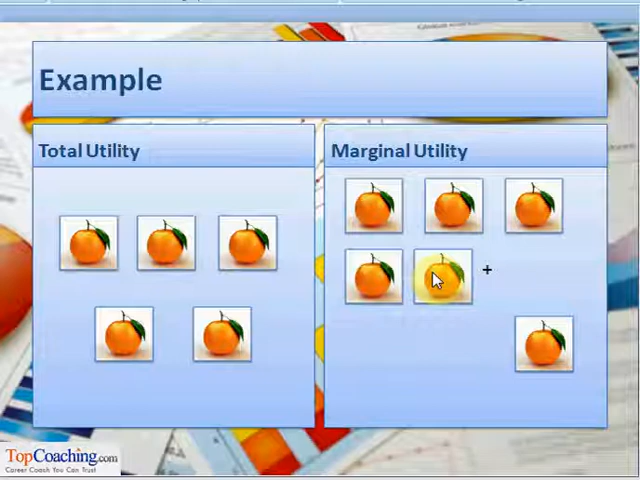 Example
Total Utility
Marginal Utility
+
TopCoaching.com
Career Coach You Can Trust